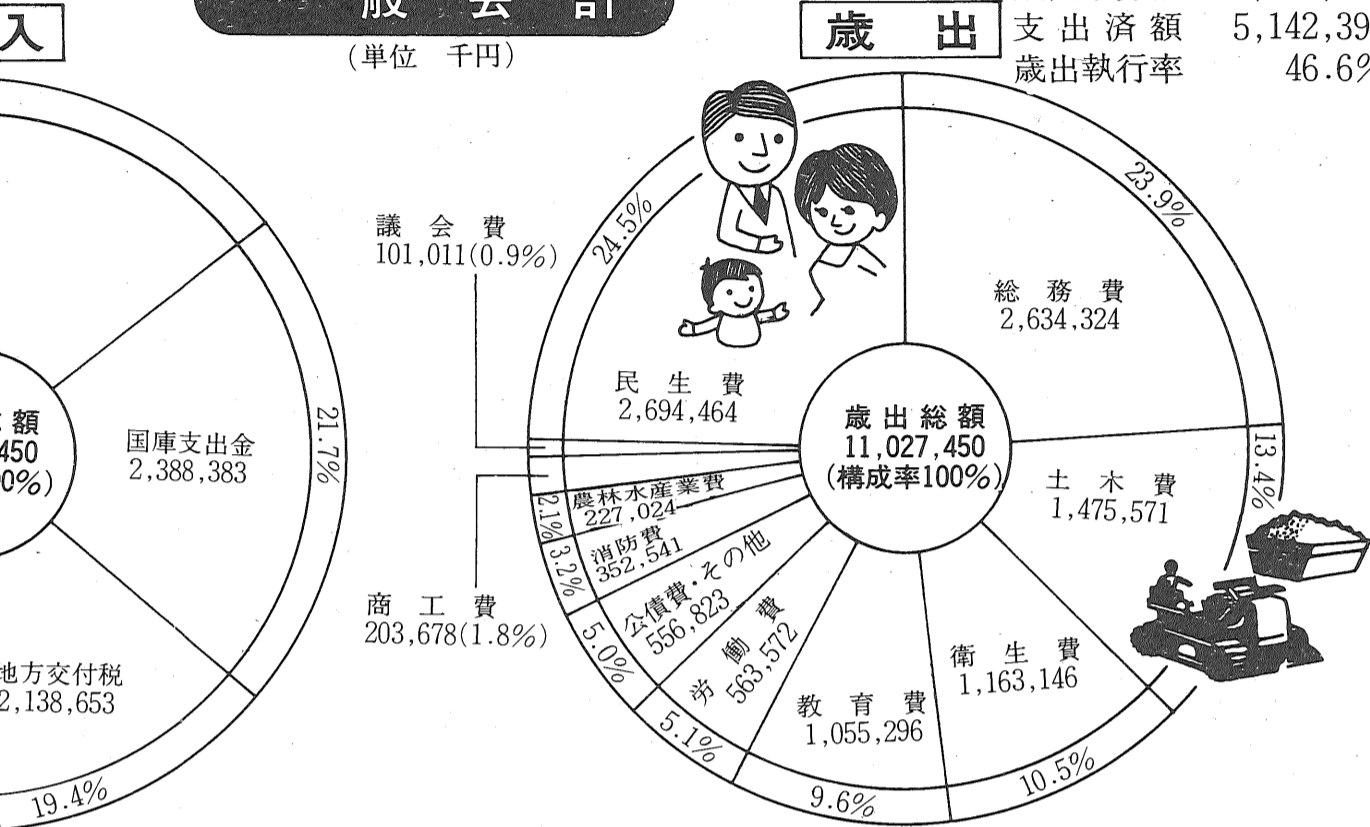 般会計
(単位 千円)
入
歳出
支出済額 5,142,39
歳出執行率 46.6%
額
450
0%)
国庫支出金
2,388,383
21.7%
地方交付税
2,138,653
19.4%
歳出総額
11,027,450
(構成率100%)
総務費
2,634,324
23.9%
土木費
1,475,571
13.4%
衛生費
1,163,146
10.5%
教育費
1,055,296
9.6%
労働費
563,572
5.1%
公債費・その他
556,823
5.0%
消防費
352,541
3.2%
農林水産業費
227,024
2.1%
商工費
203,678(1.8%)
議会費
101,011(0.9%)
民生費
2,694,464
24.5%